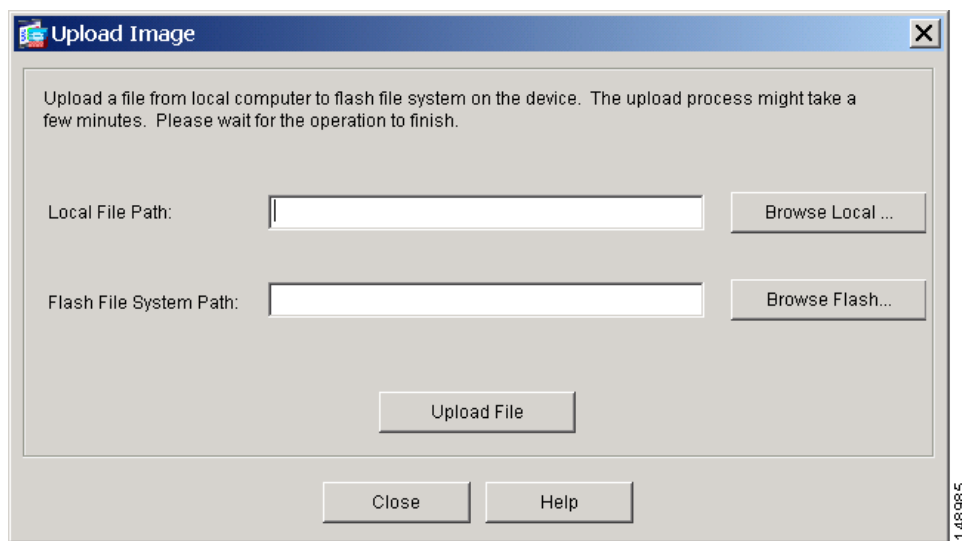 Upload Image
Upload a file from local computer to flash file system on the device. The upload process might take a
few minutes. Please wait for the operation to finish.
Local File Path:
Browse Local ...
Flash File System Path:
Browse Flash...
Upload File
Close
Help
148985